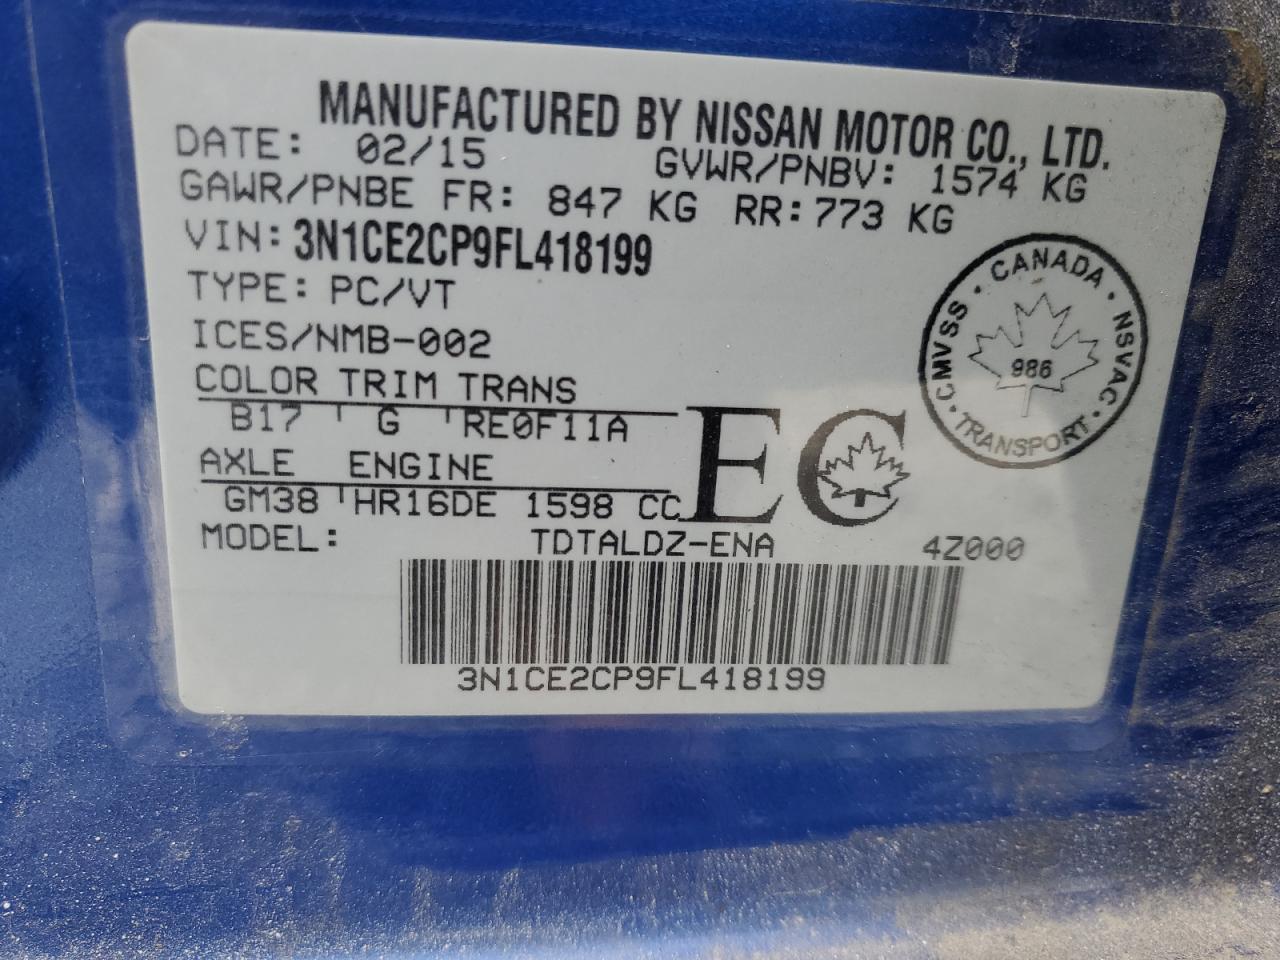 MANUFACTURED BY NISSAN MOTOR CO., LTD.
DATE: 02/15 GVWR/PNBV: 1574 KG
GAWR/PNBE FR: 847 KG RR:773 KG
VIN: 3N1CE2CP9FL418199
TYPE: PC/VT
ICES/NMB-002
COLOR TRIM TRANS
B17 ' G 'RE0F11A
AXLE ENGINE
GM38 'HR16DE 1598 CC
EC
MODEL: TDTALDZ-ENA 4Z000
3N1CE2CP9FL418199
CMVSS · CANADA · NSVAC · TRANSPORT ·
986